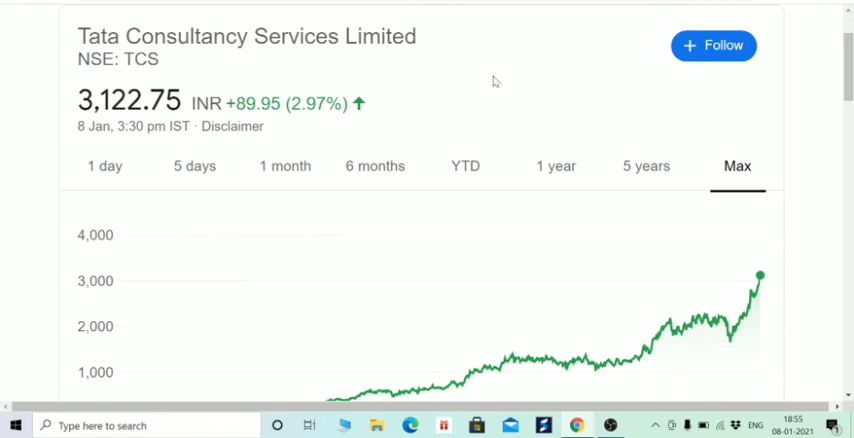 Tata Consultancy Services Limited
NSE: TCS
+ Follow
3,122.75 INR +89.95 (2.97%) ↑
8 Jan, 3:30 pm IST · Disclaimer
1 day 5 days 1 month 6 months YTD 1 year 5 years Max
4,000
3,000
2,000
1,000
Type here to search
ENG
18:55
08-01-2021
1